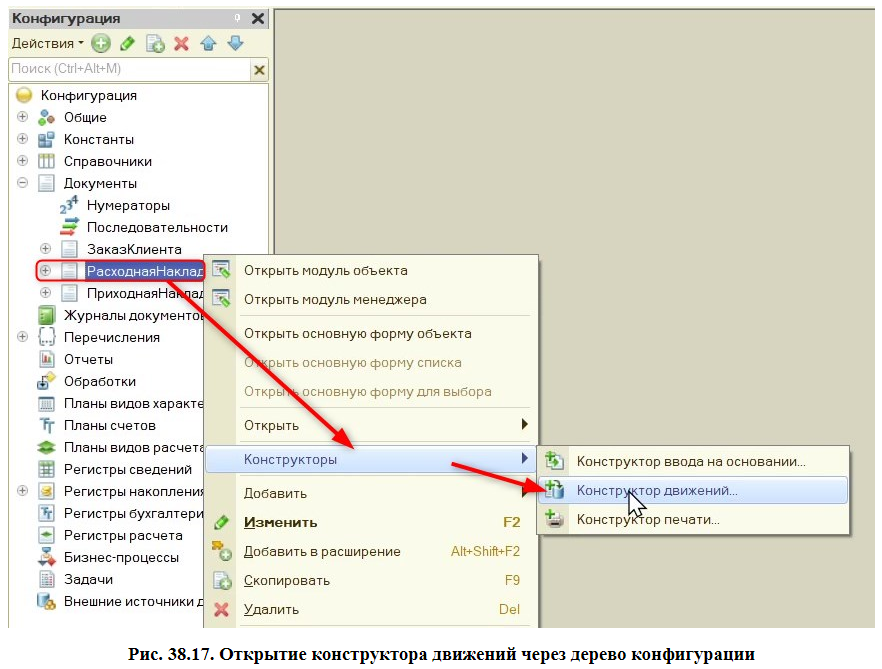 Конфигурация
Действия
Поиск (Ctrl+Alt+M)
Конфигурация
Общие
Константы
Справочники
Документы
Нумераторы
Последовательности
ЗаказКлиента
РасходнаяНаклад
ПриходнаяНаклад
Журналы документов
Перечисления
Отчеты
Обработки
Планы видов характе
Планы счетов
Планы видов расчета
Регистры сведений
Регистры накопления
Регистры бухгалтери
Регистры расчета
Бизнес-процессы
Задачи
Внешние источники д
Открыть модуль объекта
Открыть модуль менеджера
Открыть основную форму объекта
Открыть основную форму списка
Открыть основную форму для выбора
Открыть
Конструкторы
Добавить
Изменить F2
Добавить в расширение Alt+Shift+F2
Скопировать F9
Удалить Del
Конструктор ввода на основании...
Конструктор движений...
Конструктор печати...
Рис. 38.17. Открытие конструктора движений через дерево конфигурации